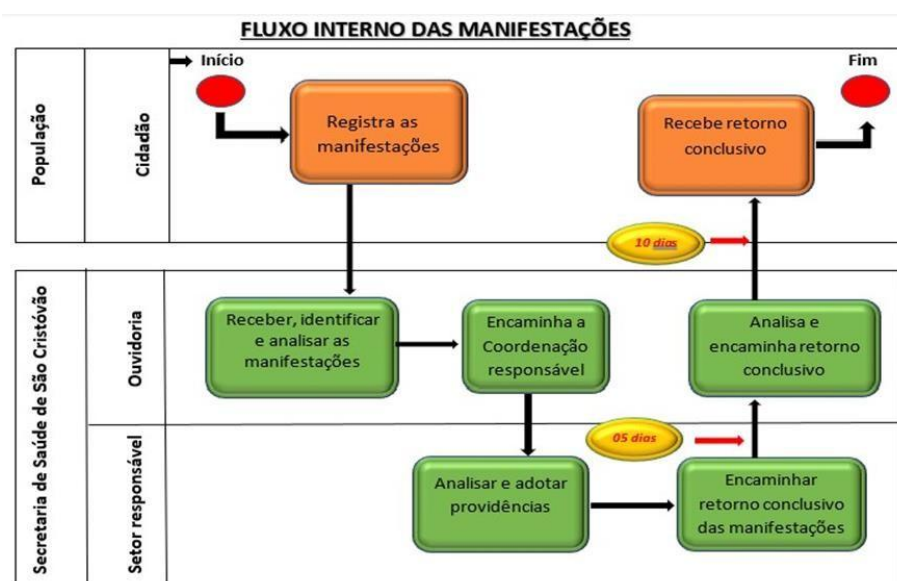 FLUXO INTERNO DAS MANIFESTAÇÕES
População
Cidadão
Início
Registra as
manifestações
Recebe retorno
conclusivo
Fim
10 dias
Secretaria de Saúde de São Cristóvão
Ouvidoria
Receber, identificar
e analisar as
manifestações
Encaminha a
Coordenação
responsável
Analisa e
encaminha retorno
conclusivo
05 dias
Setor responsável
Analisar e adotar
providências
Encaminhar
retorno conclusivo
das manifestações